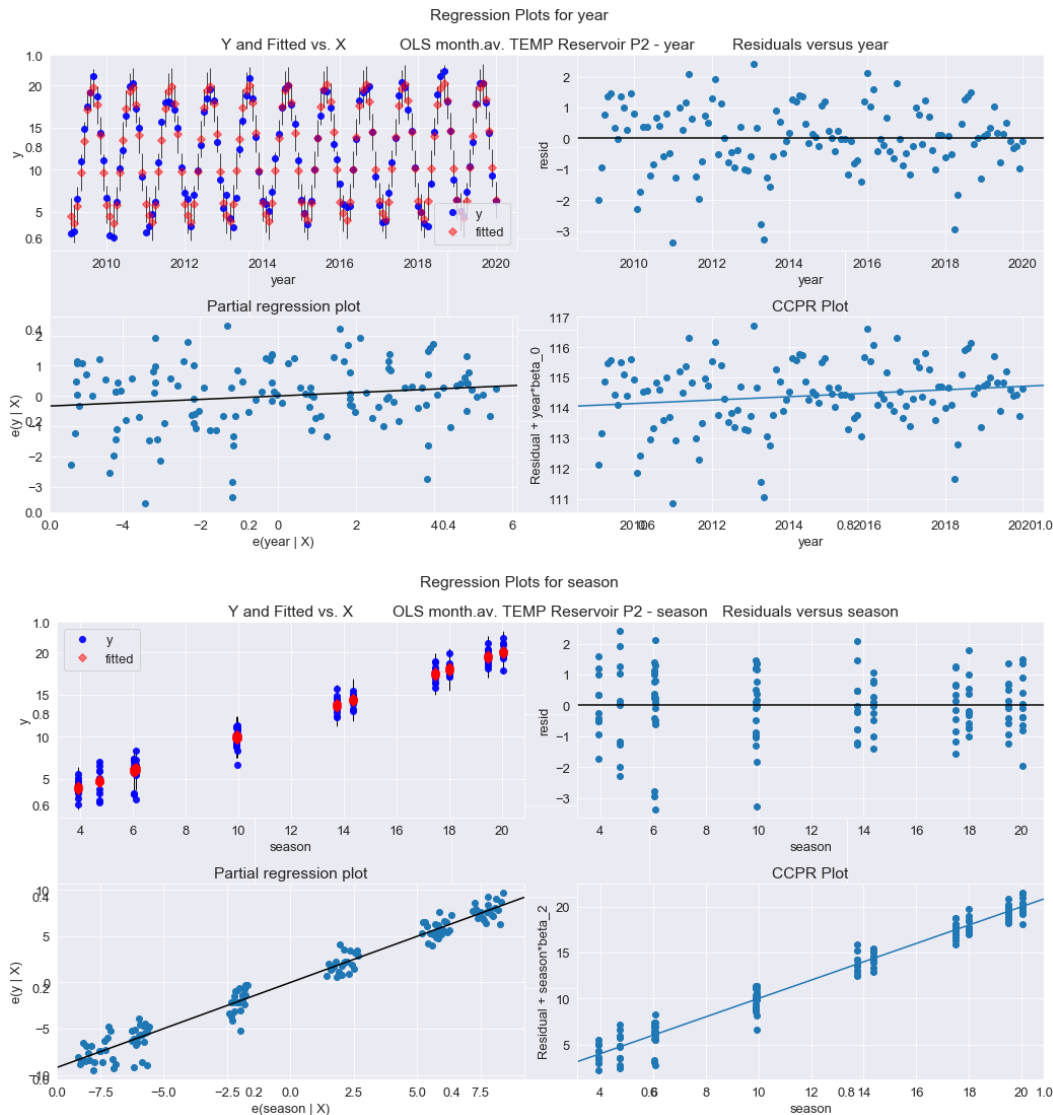 Regression Plots for year
Y and Fitted vs. X OLS month.av. TEMP Reservoir P2 - year Residuals versus year
1.0
20
15
0.8
10
5
0.6
y
y
fitted
2010 2012 2014 2016 2018 2020
year
2
1
0
−1
−2
−3
resid
2010 2012 2014 2016 2018 2020
year
Partial regression plot
0.4
2
1
0
0.2
−2
−3
0.0
e(y | X)
0.0 −4 −2 0.2 0 2 4 0.4 6
e(year | X)
CCPR Plot
117
116
115
114
113
112
111
Residual + year*beta_0
2010 0.6 2012 2014 0.8 2016 2018 2020 1.0
year
Regression Plots for season
Y and Fitted vs. X OLS month.av. TEMP Reservoir P2 - season Residuals versus season
1.0
20
15
0.8
10
5
0.6
y
y
fitted
4 6 8 10 12 14 16 18 20
season
2
1
0
−1
−2
−3
resid
4 6 8 10 12 14 16 18 20
season
Partial regression plot
10
0.4
5
0
0.2
−5
−10
0.0
e(y | X)
0.0 −7.5 −5.0 −2.5 0.2 0.0 2.5 0.4 5.0 7.5
e(season | X)
CCPR Plot
20
15
10
5
Residual + season*beta_2
4 6 0.6 8 10 12 0.8 14 16 18 20 1.0
season